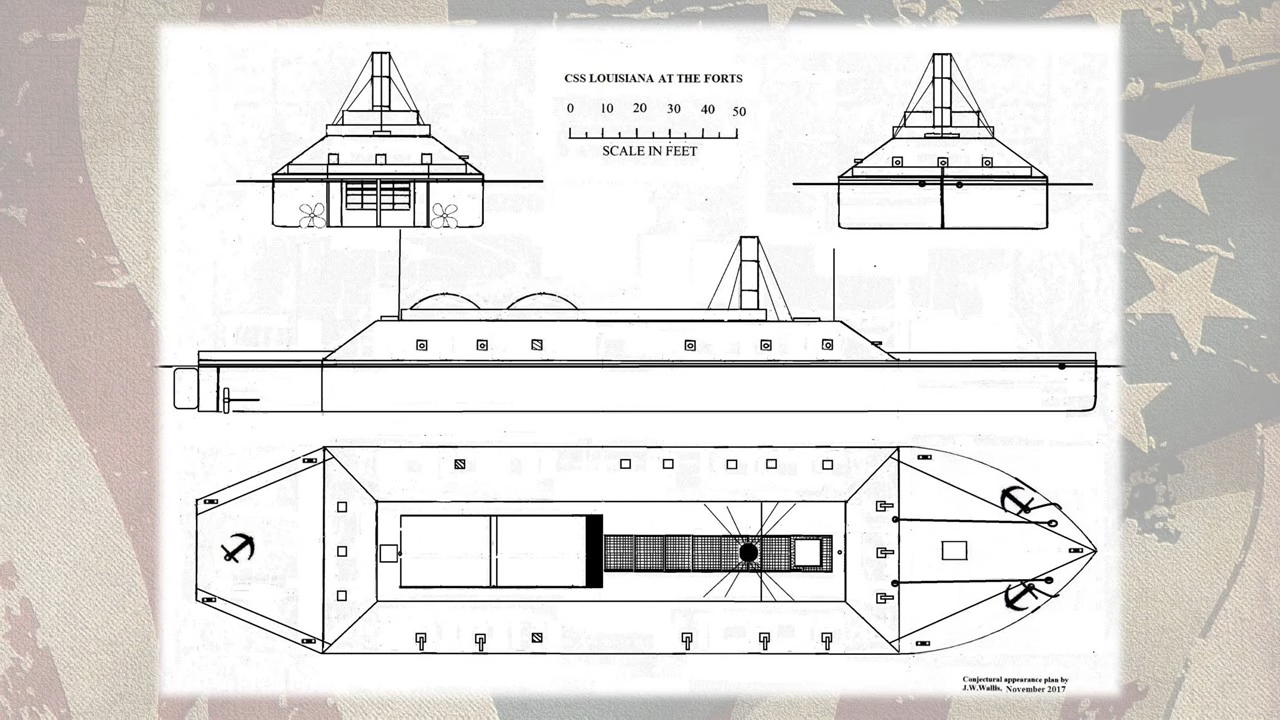 CSS LOUISIANA AT THE FORTS
0 10 20 30 40 50
SCALE IN FEET
Conjectural appearance plan by
J.W.Wallis. November 2017